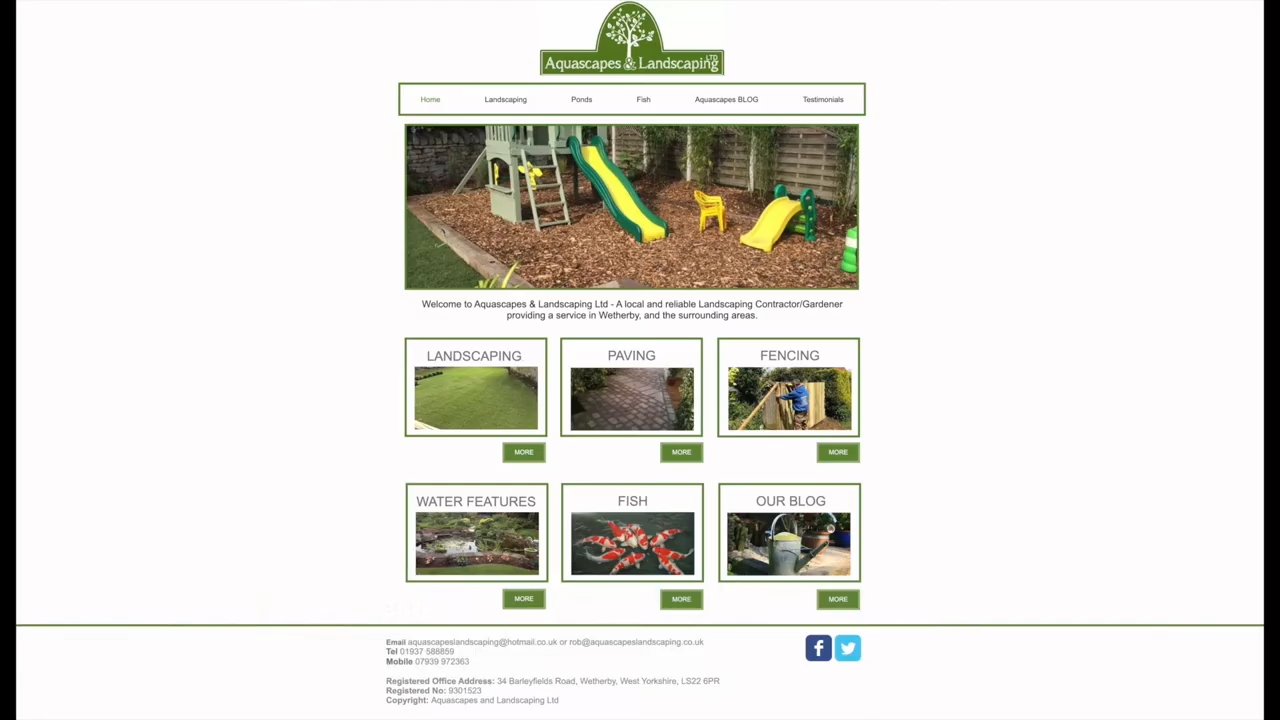 Aquascapes & Landscaping LTD
Home Landscaping Ponds Fish Aquascapes BLOG Testimonials
Welcome to Aquascapes & Landscaping Ltd - A local and reliable Landscaping Contractor/Gardener
providing a service in Wetherby, and the surrounding areas.
LANDSCAPING PAVING FENCING
MORE MORE MORE
WATER FEATURES FISH OUR BLOG
MORE MORE MORE
Email aquascapeslandscaping@hotmail.co.uk or rob@aquascapeslandscaping.co.uk
Tel 01937 588859
Mobile 07939 972363
Registered Office Address: 34 Barleyfields Road, Wetherby, West Yorkshire, LS22 6PR
Registered No: 9301523
Copyright: Aquascapes and Landscaping Ltd